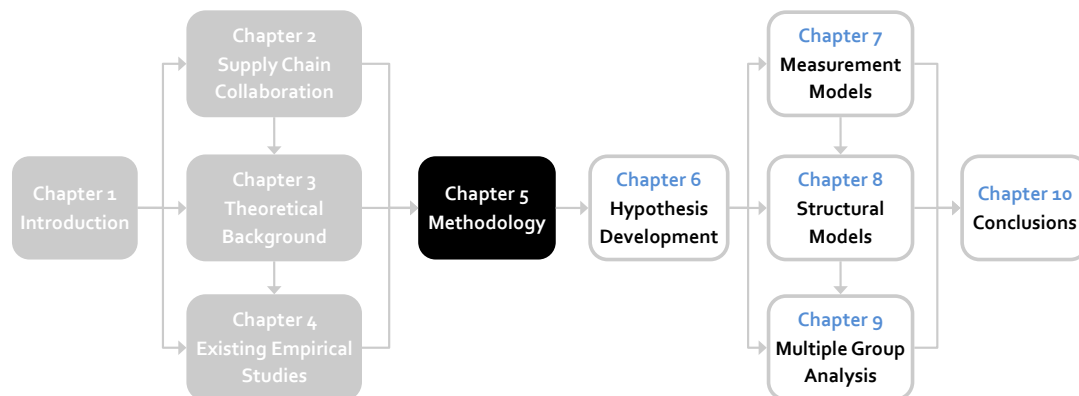 Chapter 1
Introduction
Chapter 2
Supply Chain
Collaboration
Chapter 3
Theoretical
Background
Chapter 4
Existing Empirical
Studies
Chapter 5
Methodology
Chapter 6
Hypothesis
Development
Chapter 7
Measurement
Models
Chapter 8
Structural
Models
Chapter 9
Multiple Group
Analysis
Chapter 10
Conclusions